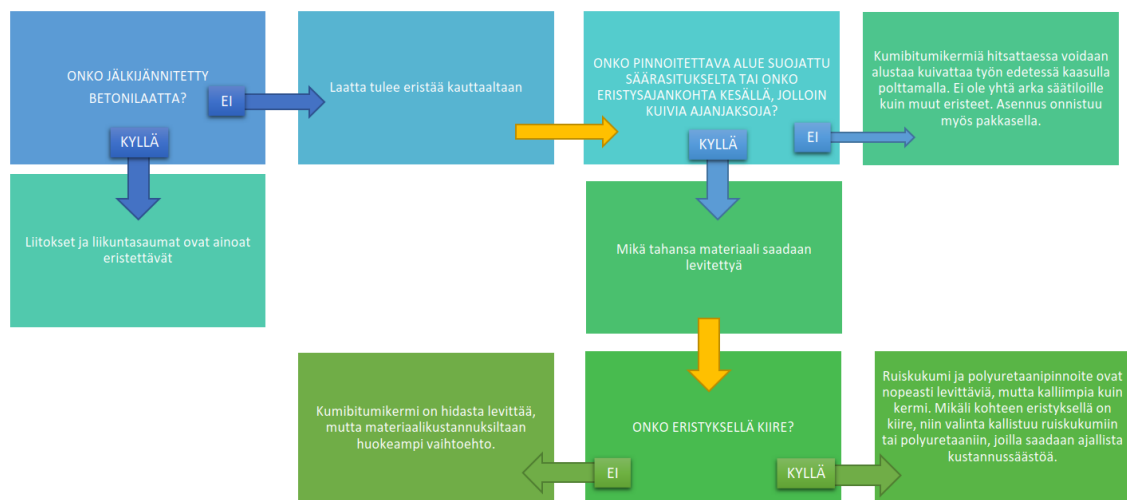 ONKO JÄLKIJÄNNITETTY
BETONILAATTA?
EI
KYLLÄ
Laatta tulee eristää kauttaaltaan
ONKO PINNOITETTAVA ALUE SUOJATTU
SÄÄRASITUKSELTA TAI ONKO
ERISTYSAJANKOHTA KESÄLLÄ, JOLLOIN
KUIVIA AJANJAKSOJA?
KYLLÄ
EI
Kumibitumikermiä hitsattaessa voidaan
alustaa kuivattaa työn edetessä kaasulla
polttamalla. Ei ole yhtä arka säätiloille
kuin muut eristeet. Asennus onnistuu
myös pakkasella.
Liitokset ja liikuntasaumat ovat ainoat
eristettävät
Mikä tahansa materiaali saadaan
levitettyä
Kumibitumikermi on hidasta levittää,
mutta materiaalikustannuksiltaan
huokeampi vaihtoehto.
ONKO ERISTYKSELLÄ KIIRE?
EI
KYLLÄ
Ruiskukumi ja polyuretaanipinnoite ovat
nopeasti levittäviä, mutta kalliimpia kuin
kermi. Mikäli kohteen eristyksellä on
kiire, niin valinta kallistuu ruiskukumiin
tai polyuretaaniin, joilla saadaan ajallista
kustannussäästöä.